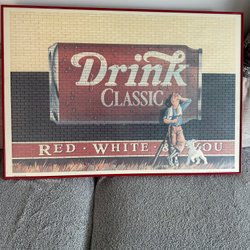 Drink
CLASSIC
RED · WHITE & YOU